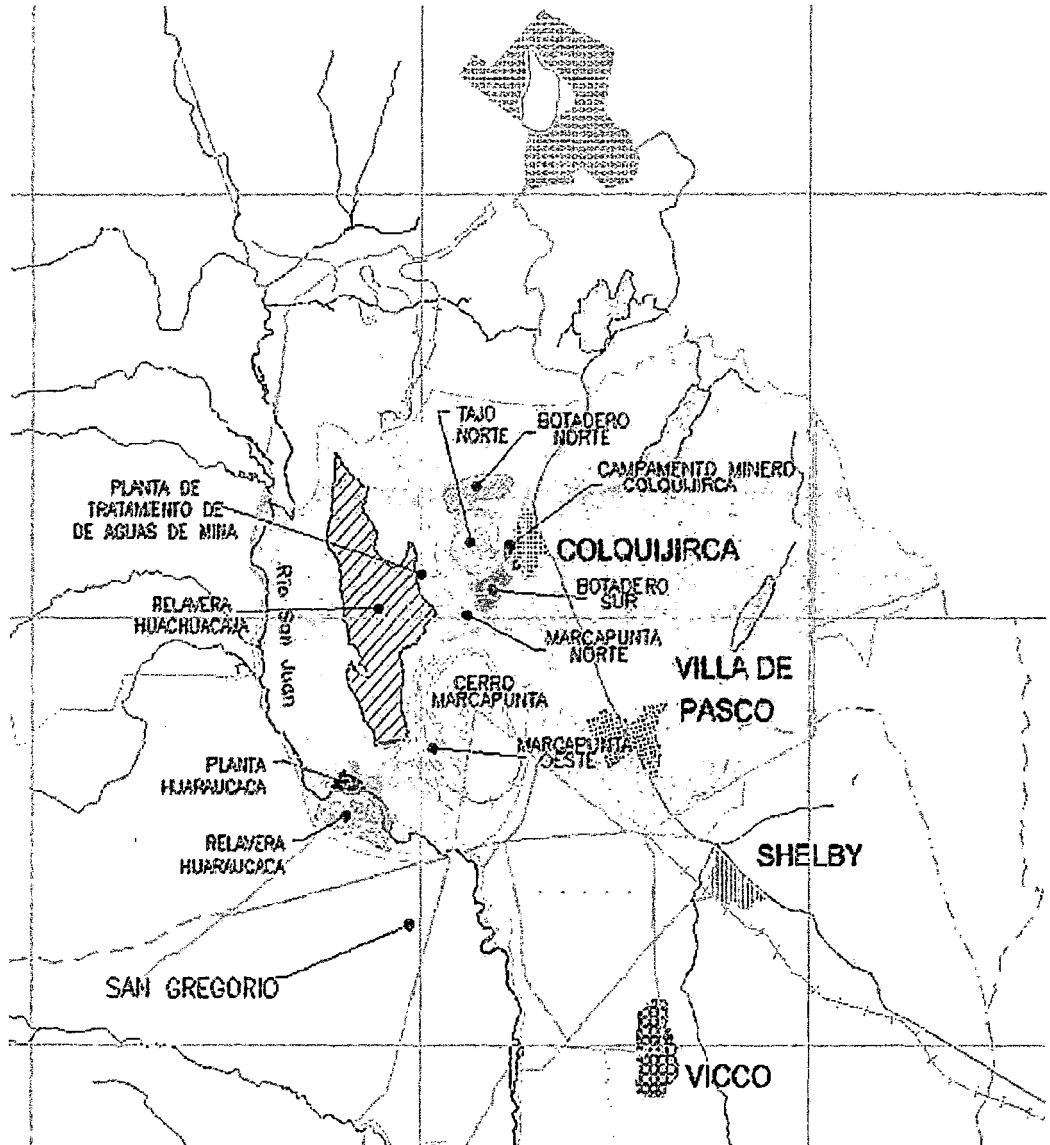 TAJO
NORTE
BOTADERO
NORTE
CAMPAMENTO MINERO
COLQUIJIRCA
PLANTA DE
TRATAMIENTO DE
DE AGUAS DE MINA
COLQUIJIRCA
BOTADERO
SUR
Río San Juan
RELAVERA
HUACHUACAJA
MARCAPUNTA
NORTE
VILLA DE
PASCO
CERRO
MARCAPUNTA
MARCAPUNTA
OESTE
PLANTA
HUARAUCACA
RELAVERA
HUARAUCACA
SHELBY
SAN GREGORIO
VICCO